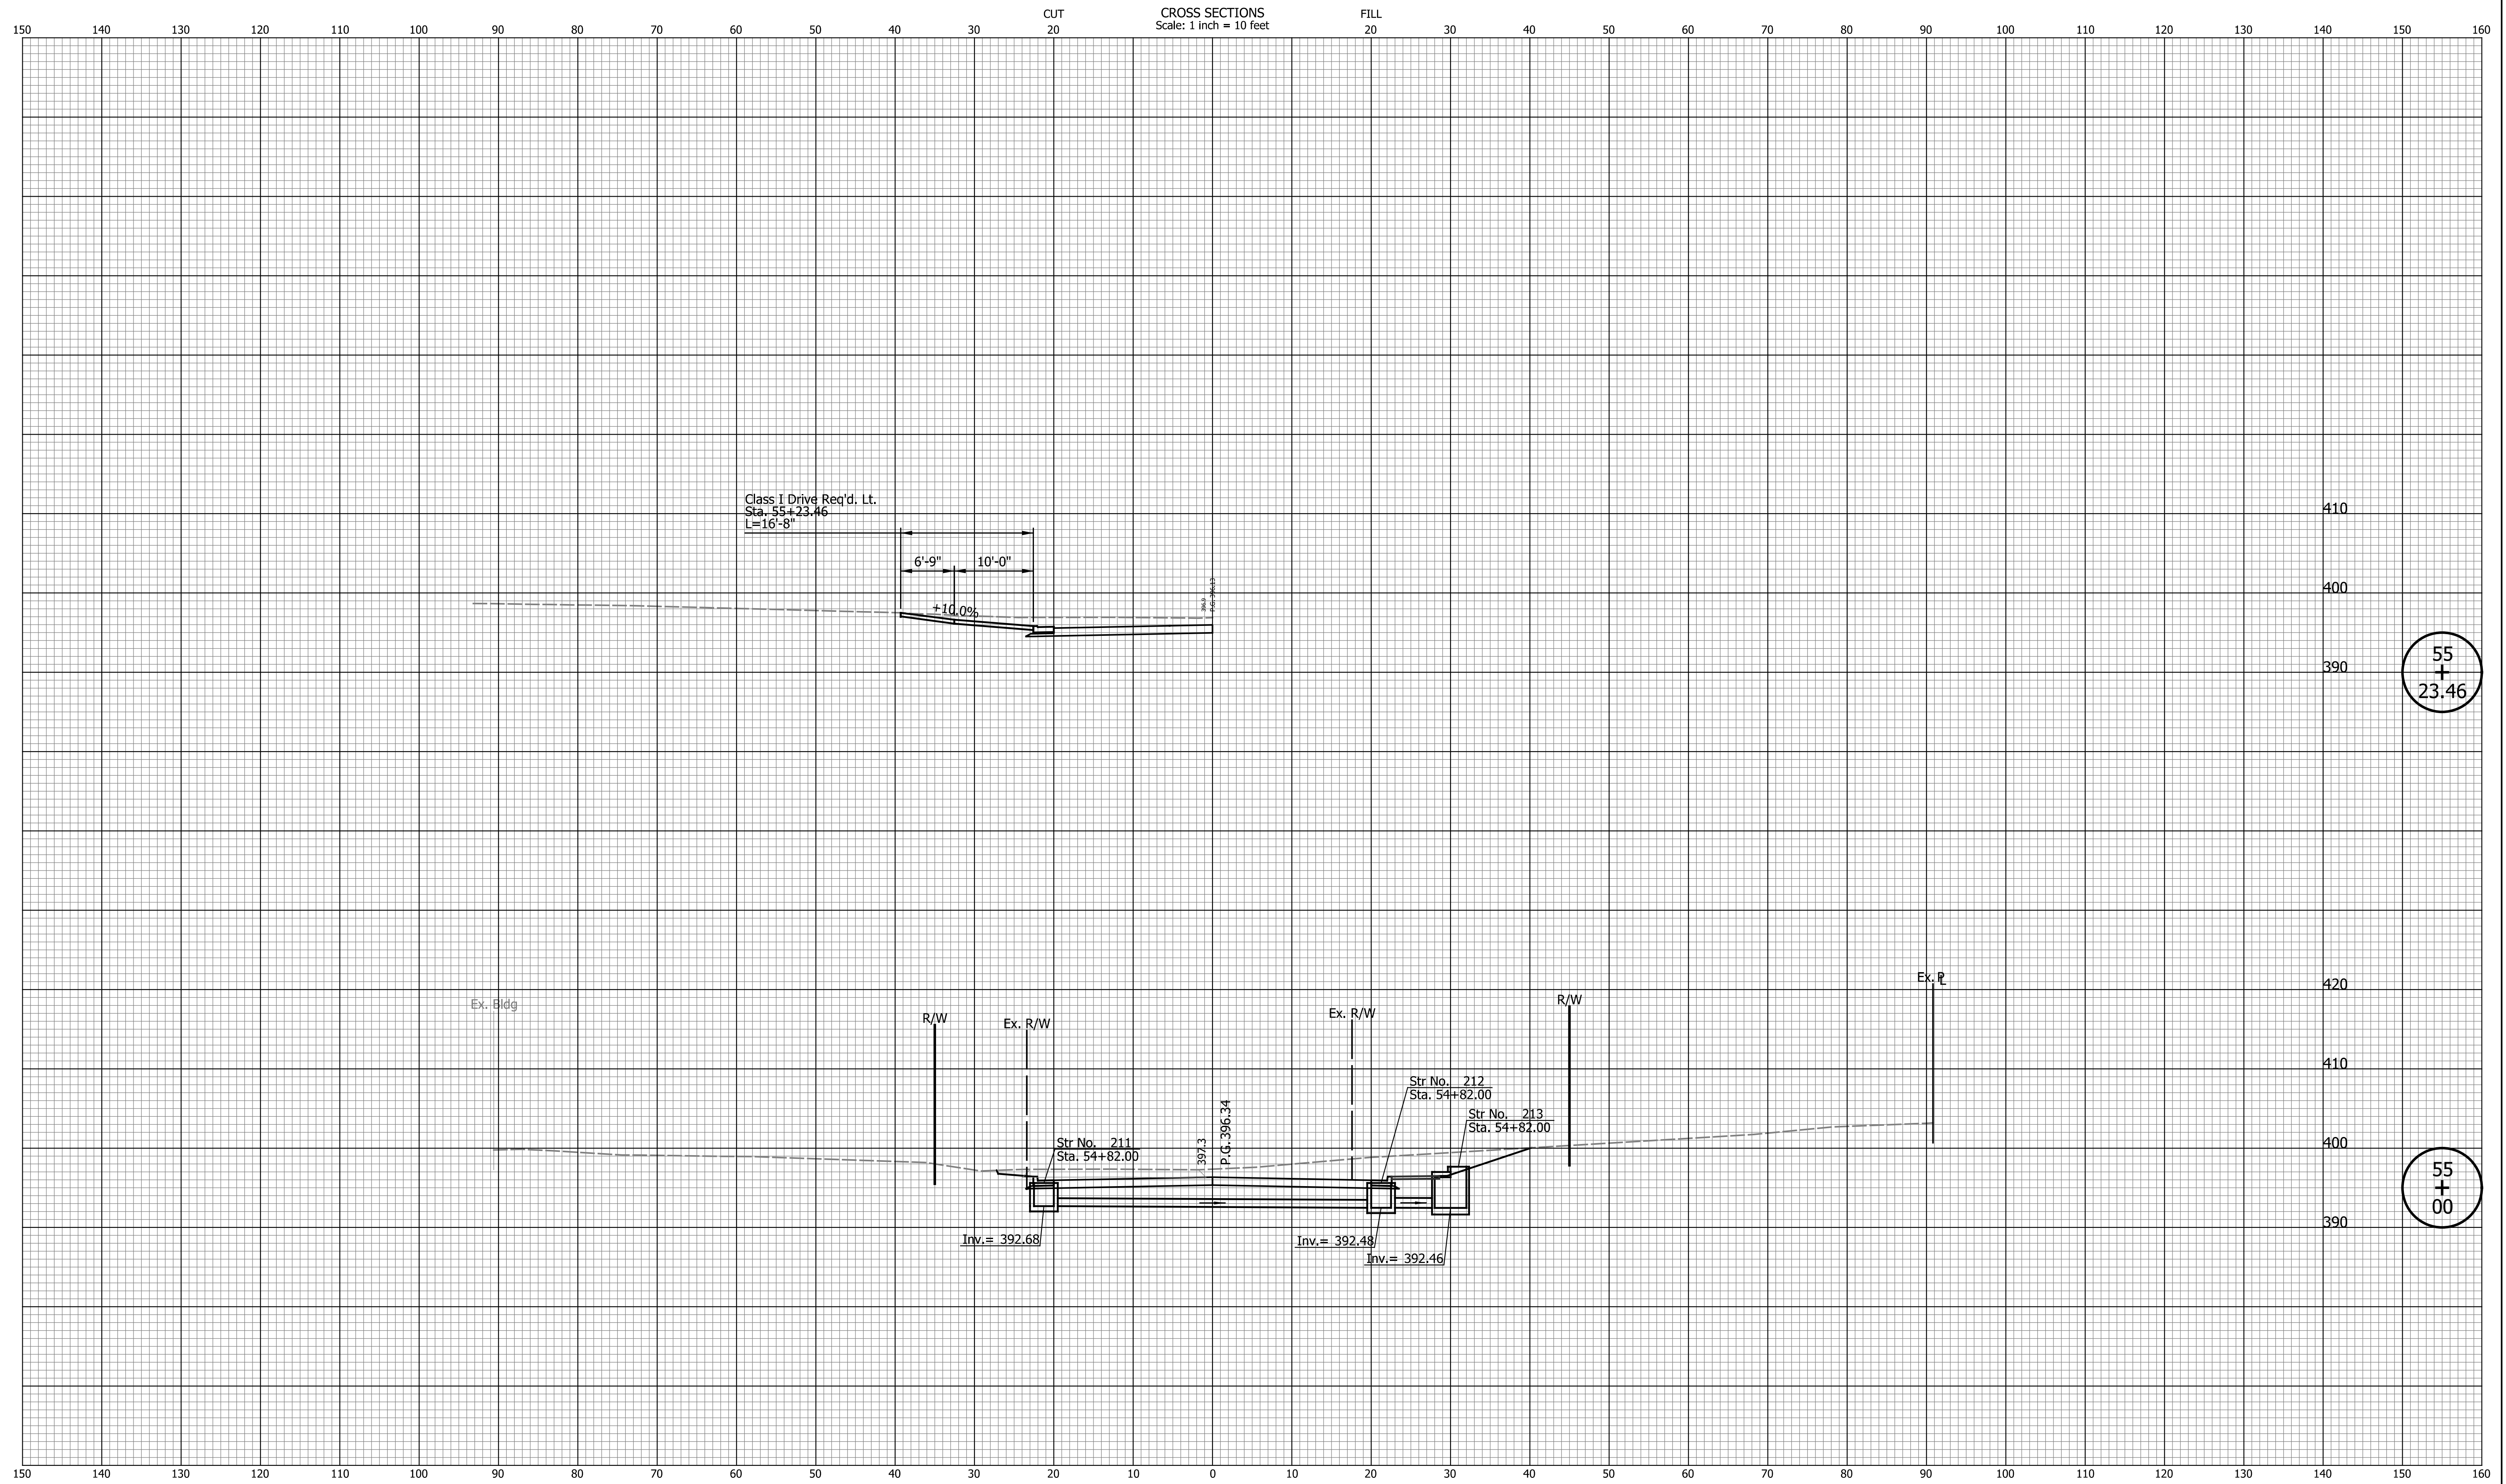 CUT CROSS SECTIONS FILL
Scale: 1 inch = 10 feet
150 140 130 120 110 100 90 80 70 60 50 40 30 20 20 30 40 50 60 70 80 90 100 110 120 130 140 150 160
Class I Drive Req'd. Lt.
Sta. 55+23.46
L=16'-8"
410
6'-9" 10'-0"
396.9
P.G. 396.13
400
+10.0%
55
+
23.46
390
Ex. PL
420
Ex. Bldg
R/W
Ex. R/W
Ex. R/W
R/W
410
Str No. 212
Sta. 54+82.00
Str No. 213
Sta. 54+82.00
397.3
P.G. 396.34
Str No. 211
Sta. 54+82.00
400
55
+
00
390
Inv.= 392.68
Inv.= 392.48
Inv.= 392.46
150 140 130 120 110 100 90 80 70 60 50 40 30 20 10 0 10 20 30 40 50 60 70 80 90 100 110 120 130 140 150 160